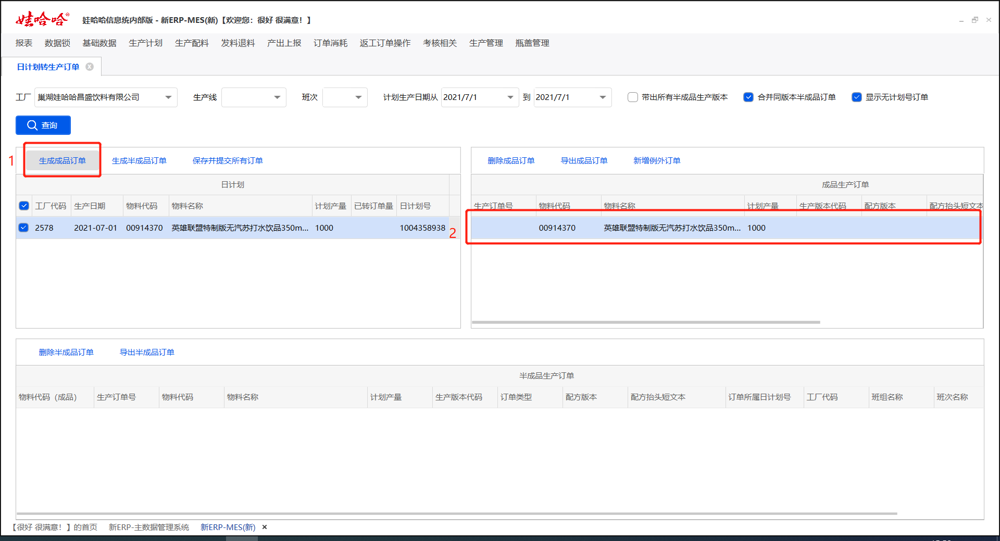 娃哈哈®
娃哈哈信息统内部版 - 新ERP-MES(新)【欢迎您：很好 很满意！】
报表 数据锁 基础数据 生产计划 生产配料 发料退料 产出上报 订单消耗 返工订单操作 考核相关 生产管理 瓶盖管理
日计划转生产订单
工厂 巢湖娃哈哈昌盛饮料有限公司 生产线 班次 计划生产日期从 2021/7/1 到 2021/7/1 带出所有半成品生产版本 合并同版本半成品订单 显示无计划号订单
查询
1 生成成品订单 生成半成品订单 保存并提交所有订单
日计划
工厂代码 生产日期 物料代码 物料名称 计划产量 已转订单量 日计划号
2578 2021-07-01 00914370 英雄联盟特制版无汽苏打水饮品350m... 1000 1004358938
删除成品订单 导出成品订单 新增例外订单
成品生产订单
生产订单号 物料代码 物料名称 计划产量 生产版本代码 配方版本 配方抬头短文本
2 00914370 英雄联盟特制版无汽苏打水饮品350m... 1000
删除半成品订单 导出半成品订单
半成品生产订单
物料代码（成品） 生产订单号 物料代码 物料名称 计划产量 生产版本代码 订单类型 配方版本 配方抬头短文本 订单所属日计划号 工厂代码 班组名称 班次名称
【很好 很满意！】的首页 新ERP-主数据管理系统 新ERP-MES(新)